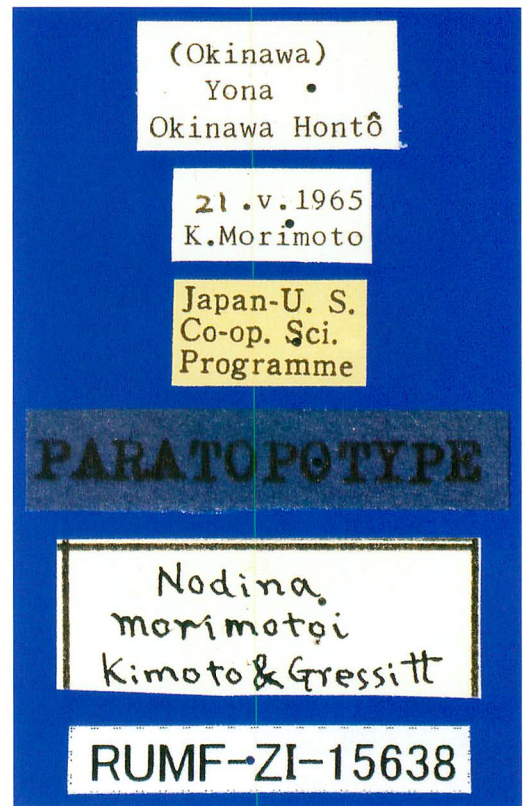 (Okinawa)
Yona
Okinawa Hontô
21.v.1965
K.Morimoto
Japan-U. S.
Co-op. Sci.
Programme
PARATOPOTYPE
Nodina
morimotoi
Kimoto & Gressitt
RUMF-ZI-15638